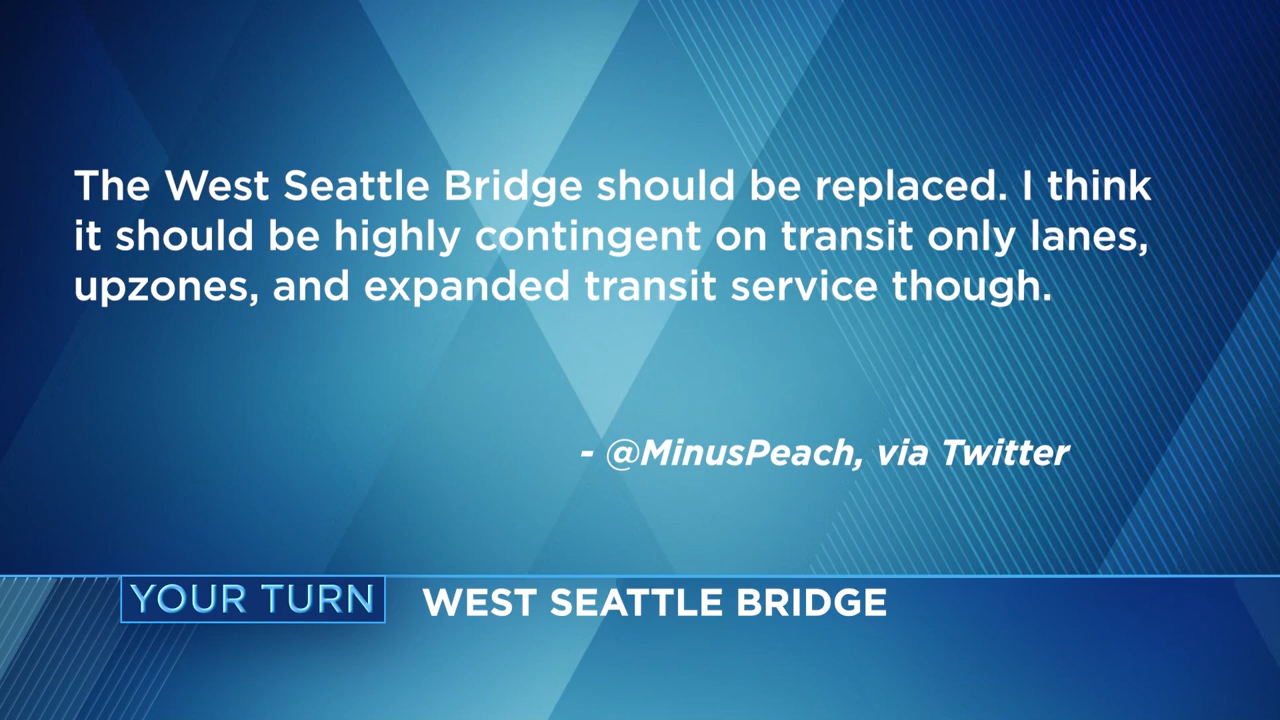 The West Seattle Bridge should be replaced. I think
it should be highly contingent on transit only lanes,
upzones, and expanded transit service though.
- @MinusPeach, via Twitter
YOUR TURN
WEST SEATTLE BRIDGE